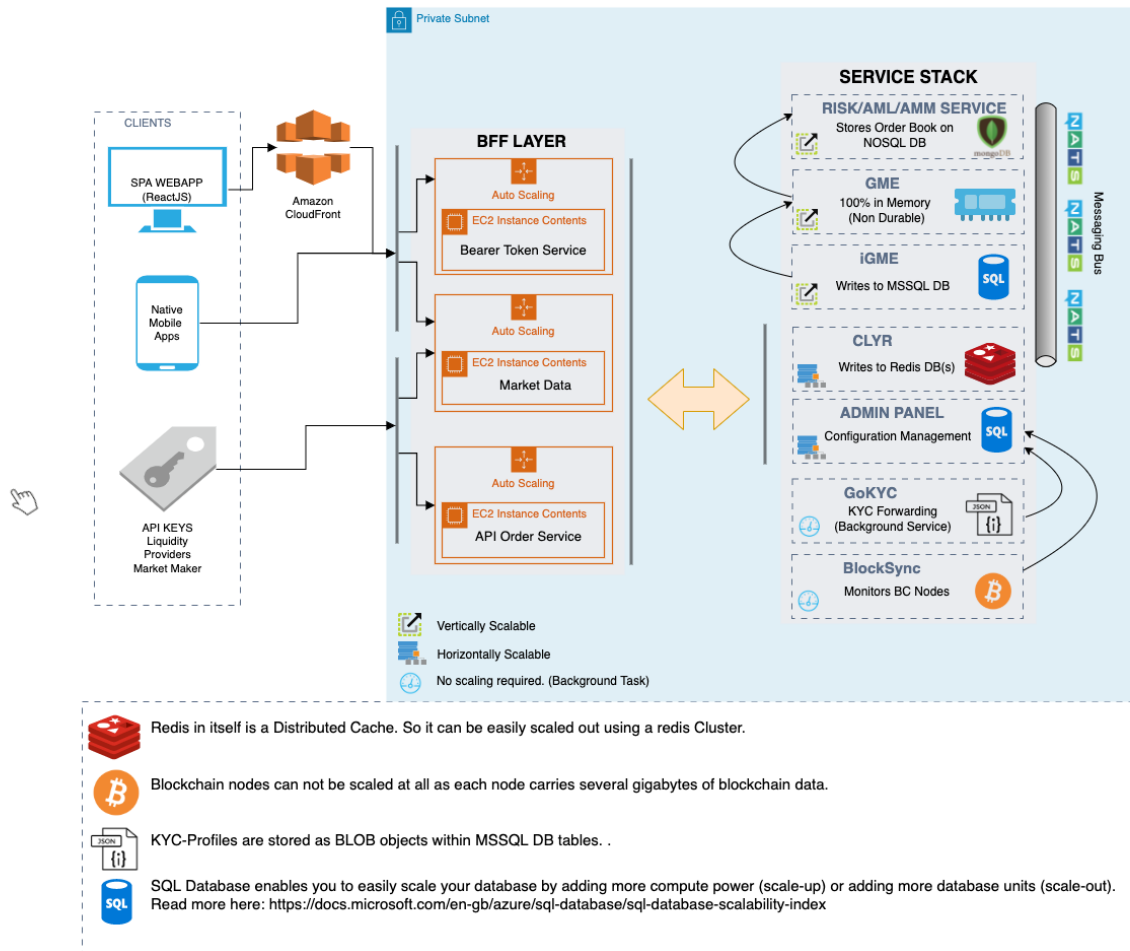 Private Subnet
CLIENTS
SPA WEBAPP
(ReactJS)
Amazon
CloudFront
Native
Mobile
Apps
API KEYS
Liquidity
Providers
Market Maker
BFF LAYER
Auto Scaling
EC2 Instance Contents
Bearer Token Service
Auto Scaling
EC2 Instance Contents
Market Data
Auto Scaling
EC2 Instance Contents
API Order Service
SERVICE STACK
RISK/AML/AMM SERVICE
Stores Order Book on
NOSQL DB
mongoDB
GME
100% in Memory
(Non Durable)
iGME
Writes to MSSQL DB
SQL
CLYR
Writes to Redis DB(s)
ADMIN PANEL
Configuration Management
SQL
GoKYC
KYC Forwarding
(Background Service)
JSON
{i}
BlockSync
Monitors BC Nodes
NATS
NATS
NATS
Messaging Bus
Vertically Scalable
Horizontally Scalable
No scaling required. (Background Task)
Redis in itself is a Distributed Cache. So it can be easily scaled out using a redis Cluster.
Blockchain nodes can not be scaled at all as each node carries several gigabytes of blockchain data.
JSON
{i}
KYC-Profiles are stored as BLOB objects within MSSQL DB tables. .
SQL
SQL Database enables you to easily scale your database by adding more compute power (scale-up) or adding more database units (scale-out).
Read more here: https://docs.microsoft.com/en-gb/azure/sql-database/sql-database-scalability-index